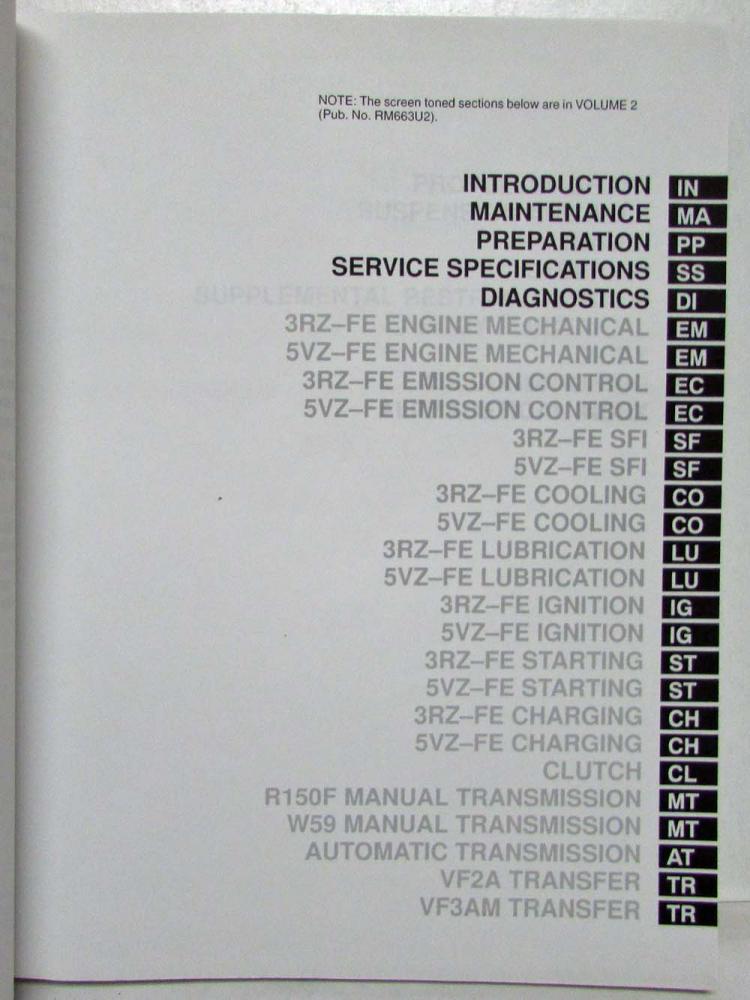 NOTE: The screen toned sections below are in VOLUME 2
(Pub. No. RM663U2).
INTRODUCTION IN
MAINTENANCE MA
PREPARATION PP
SERVICE SPECIFICATIONS SS
DIAGNOSTICS DI
3RZ–FE ENGINE MECHANICAL EM
5VZ–FE ENGINE MECHANICAL EM
3RZ–FE EMISSION CONTROL EC
5VZ–FE EMISSION CONTROL EC
3RZ–FE SFI SF
5VZ–FE SFI SF
3RZ–FE COOLING CO
5VZ–FE COOLING CO
3RZ–FE LUBRICATION LU
5VZ–FE LUBRICATION LU
3RZ–FE IGNITION IG
5VZ–FE IGNITION IG
3RZ–FE STARTING ST
5VZ–FE STARTING ST
3RZ–FE CHARGING CH
5VZ–FE CHARGING CH
CLUTCH CL
R150F MANUAL TRANSMISSION MT
W59 MANUAL TRANSMISSION MT
AUTOMATIC TRANSMISSION AT
VF2A TRANSFER TR
VF3AM TRANSFER TR